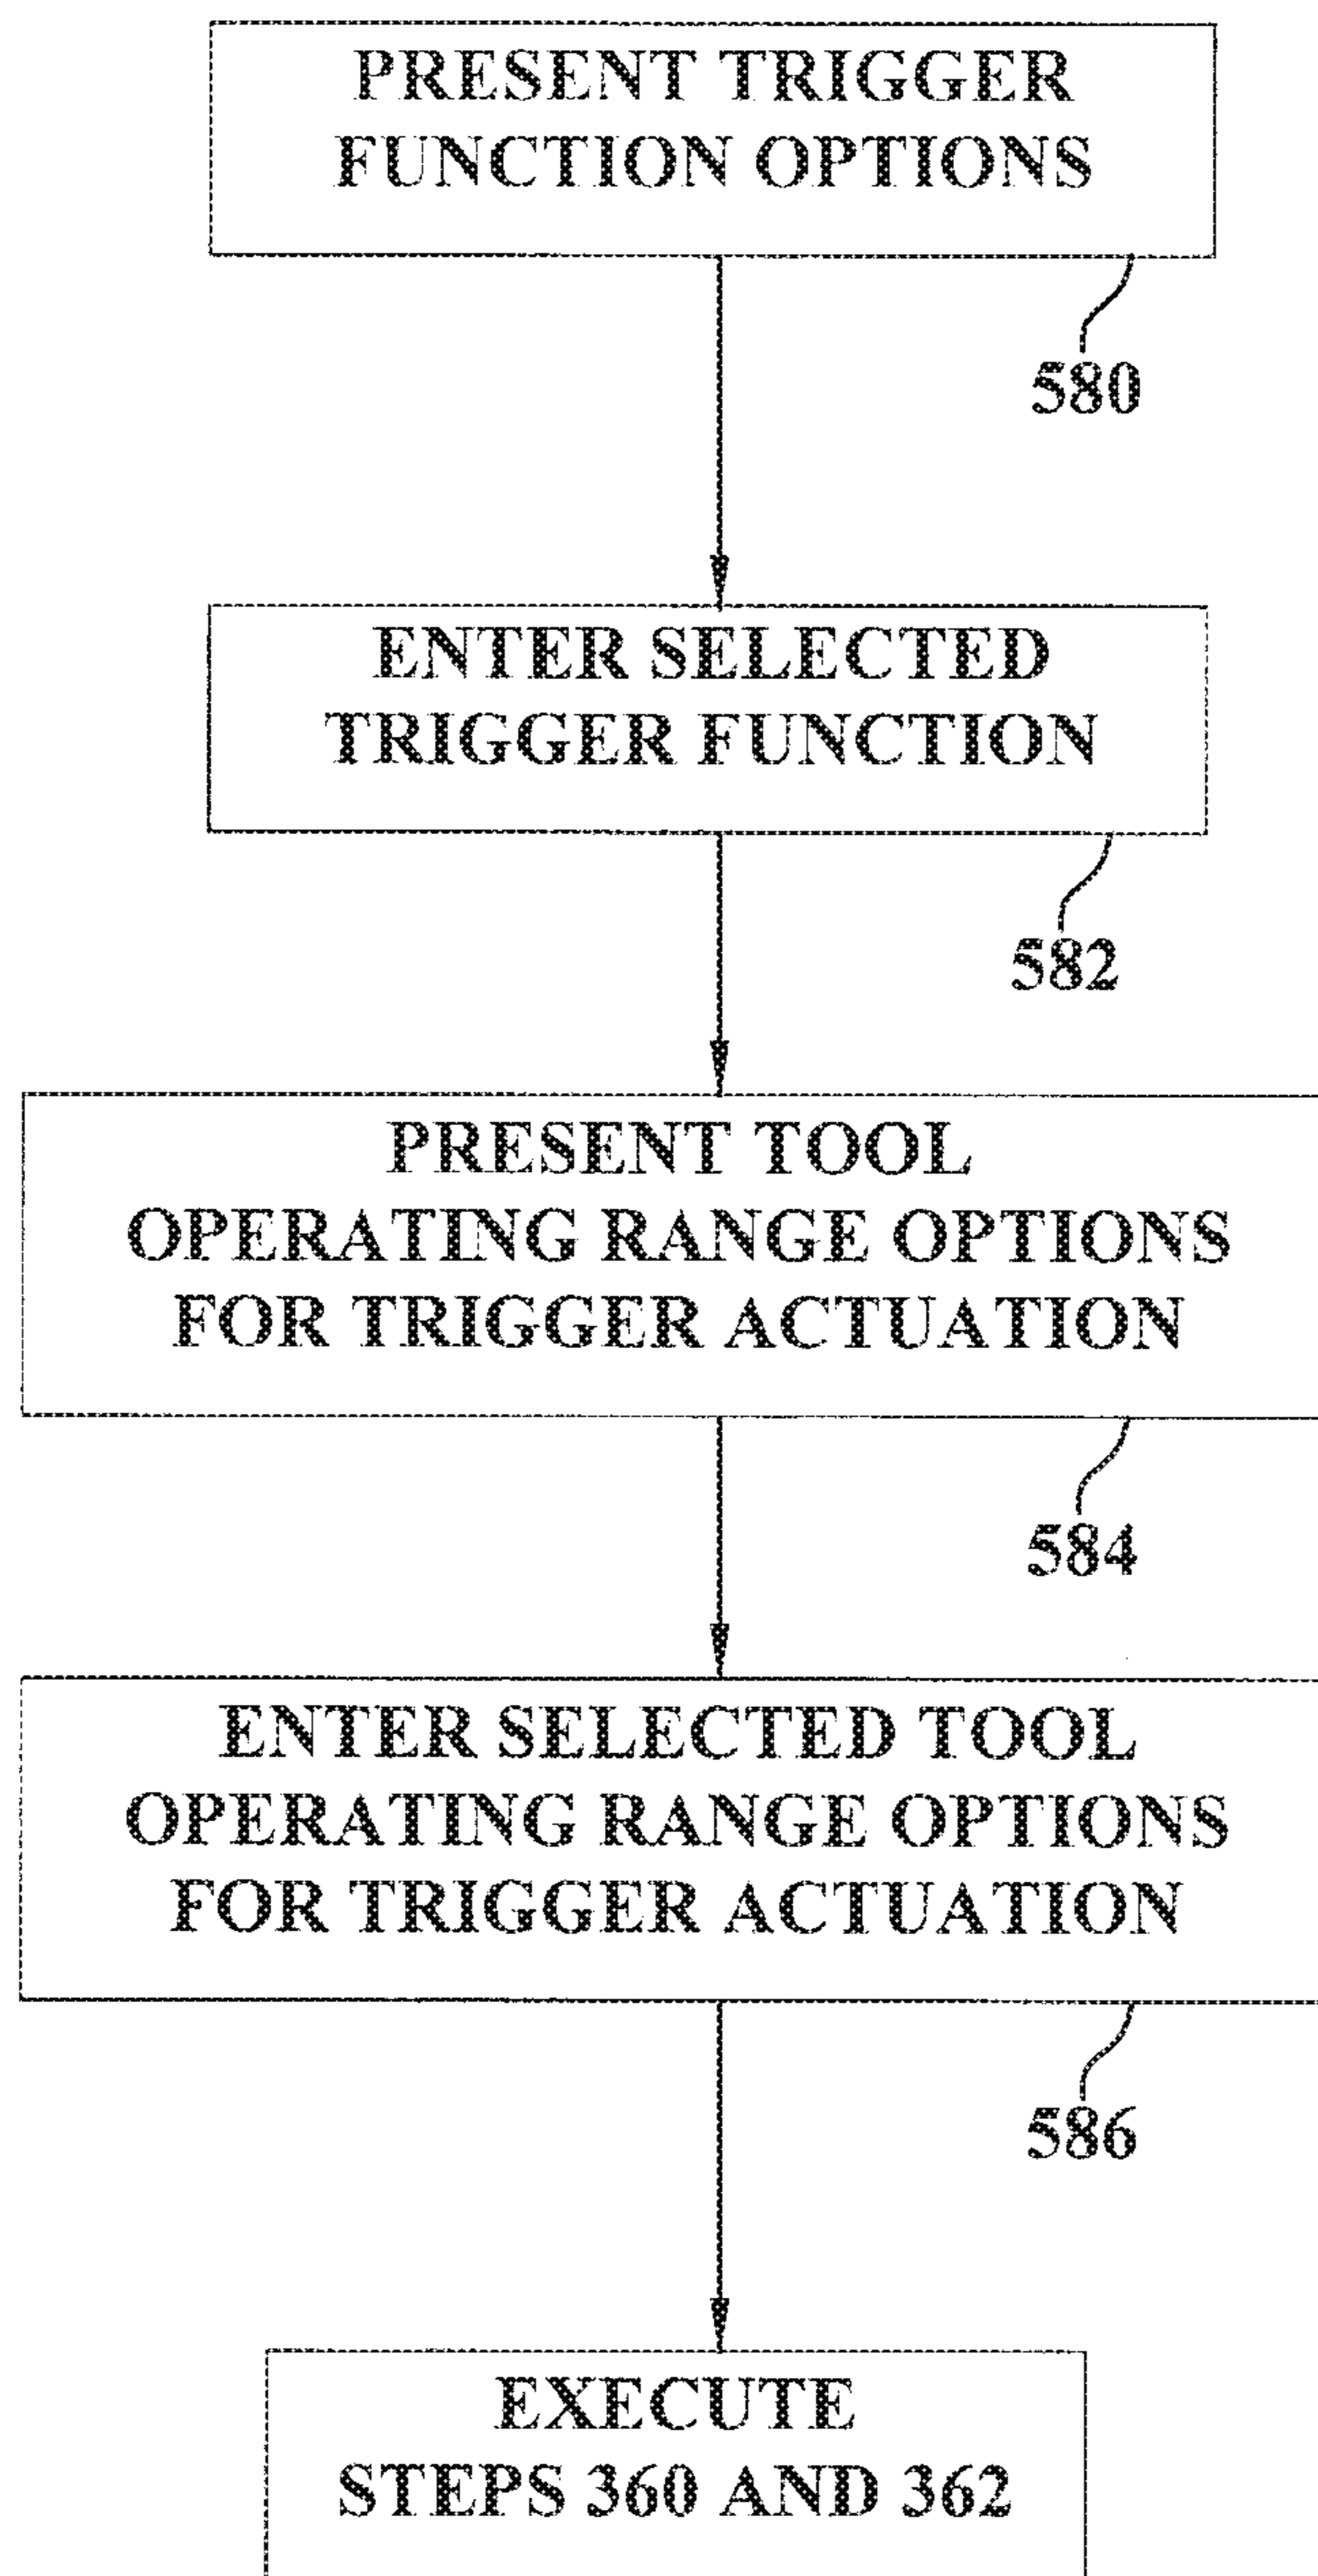 PRESENT TRIGGER
FUNCTION OPTIONS
580
ENTER SELECTED
TRIGGER FUNCTION
582
PRESENT TOOL
OPERATING RANGE OPTIONS
FOR TRIGGER ACTUATION
584
ENTER SELECTED TOOL
OPERATING RANGE OPTIONS
FOR TRIGGER ACTUATION
586
EXECUTE
STEPS 360 AND 362